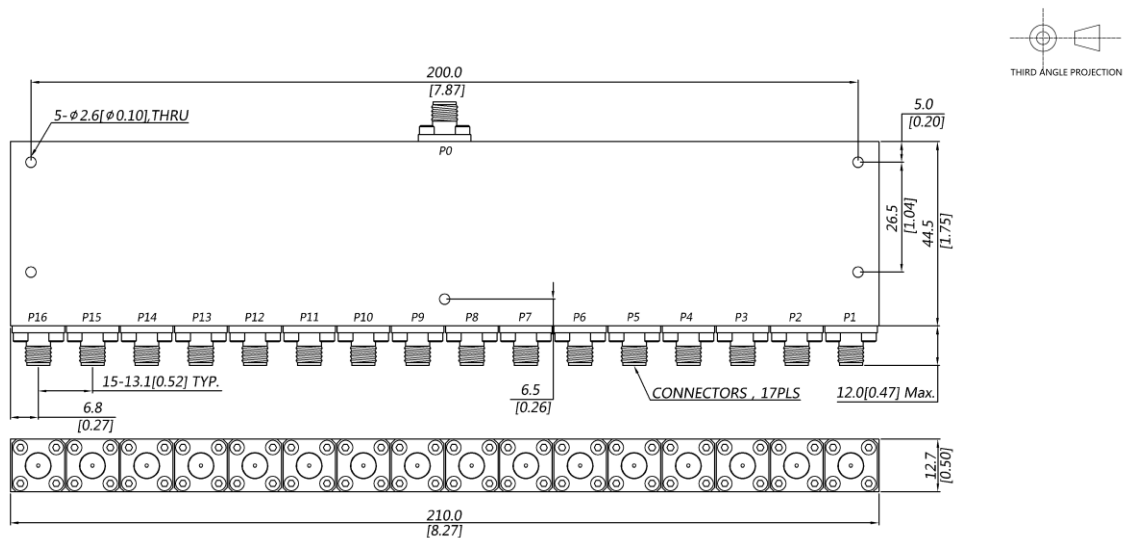 THIRD ANGLE PROJECTION
200.0
[7.87]
5-ϕ2.6[ϕ0.10],THRU
5.0
[0.20]
P0
26.5
[1.04]
44.5
[1.75]
P16 P15 P14 P13 P12 P11 P10 P9 P8 P7 P6 P5 P4 P3 P2 P1
15-13.1[0.52] TYP.
6.5
[0.26]
CONNECTORS , 17PLS
12.0[0.47] Max.
6.8
[0.27]
12.7
[0.50]
210.0
[8.27]